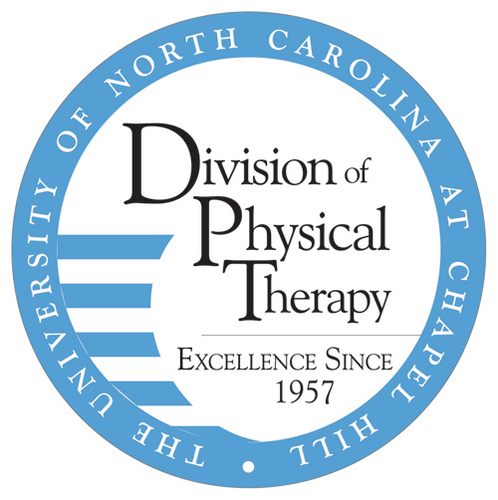 THE UNIVERSITY OF NORTH CAROLINA AT CHAPEL HILL •
Division of
Physical
Therapy
EXCELLENCE SINCE
1957